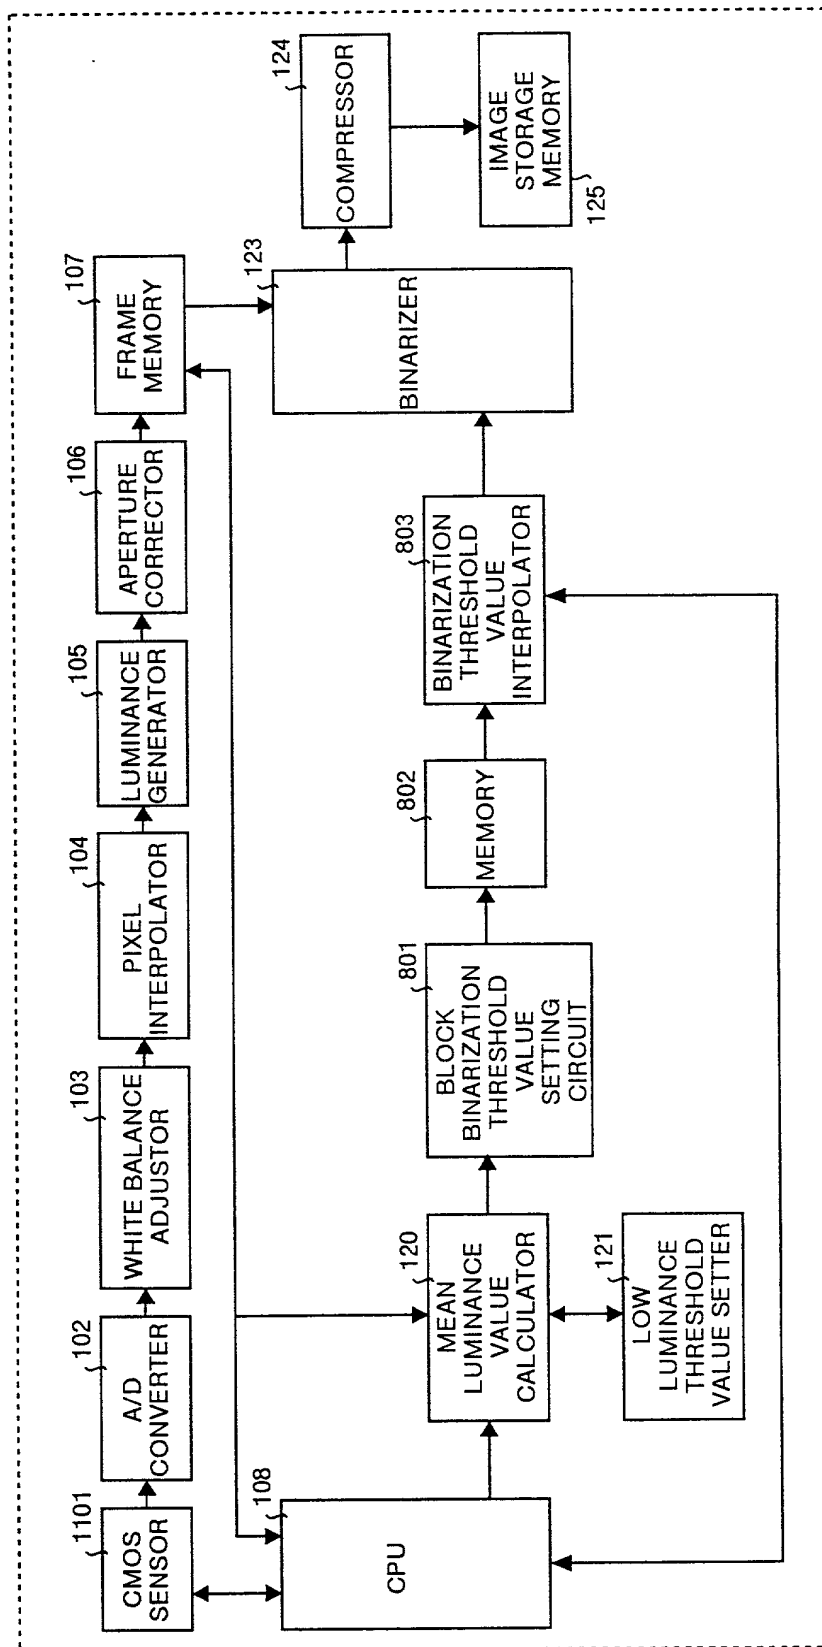 1101
CMOS
SENSOR
102
A/D
CONVERTER
103
WHITE BALANCE
ADJUSTOR
104
PIXEL
INTERPOLATOR
105
LUMINANCE
GENERATOR
106
APERTURE
CORRECTOR
107
FRAME
MEMORY
108
CPU
120
MEAN
LUMINANCE
VALUE
CALCULATOR
121
LOW
LUMINANCE
THRESHOLD
VALUE SETTER
801
BLOCK
BINARIZATION
THRESHOLD
VALUE
SETTING
CIRCUIT
802
MEMORY
803
BINARIZATION
THRESHOLD
VALUE
INTERPOLATOR
123
BINARIZER
124
COMPRESSOR
IMAGE
STORAGE
MEMORY
125